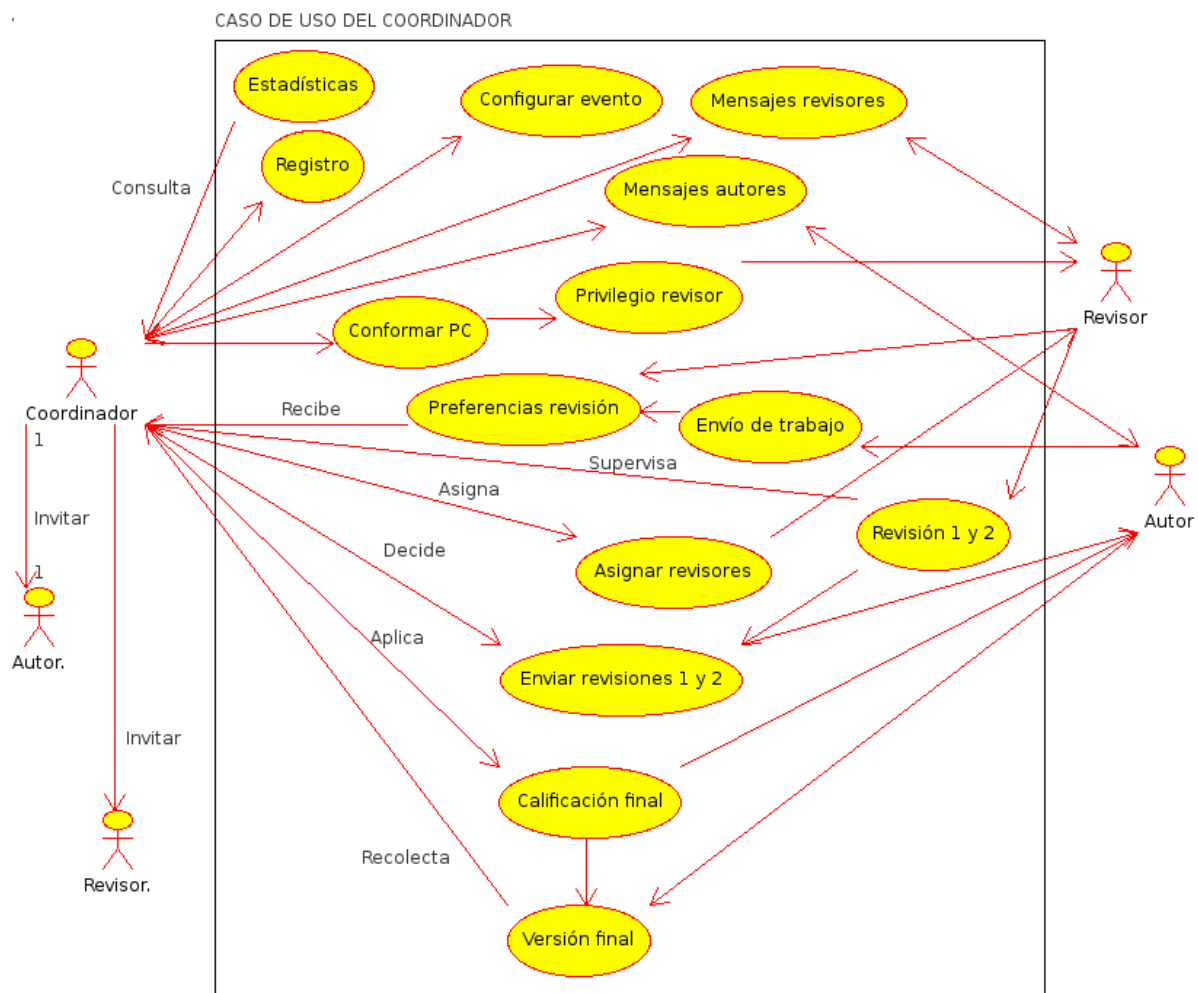 CASO DE USO DEL COORDINADOR
Estadísticas
Configurar evento
Mensajes revisores
Registro
Consulta
Mensajes autores
Privilegio revisor
Revisor
Conformar PC
Coordinador
Recibe
Preferencias revisión
Envío de trabajo
1
Supervisa
Asigna
Invitar
Autor
Revisión 1 y 2
Decide
1
Asignar revisores
Aplica
Autor.
Enviar revisiones 1 y 2
Invitar
Calificación final
Recolecta
Revisor.
Versión final